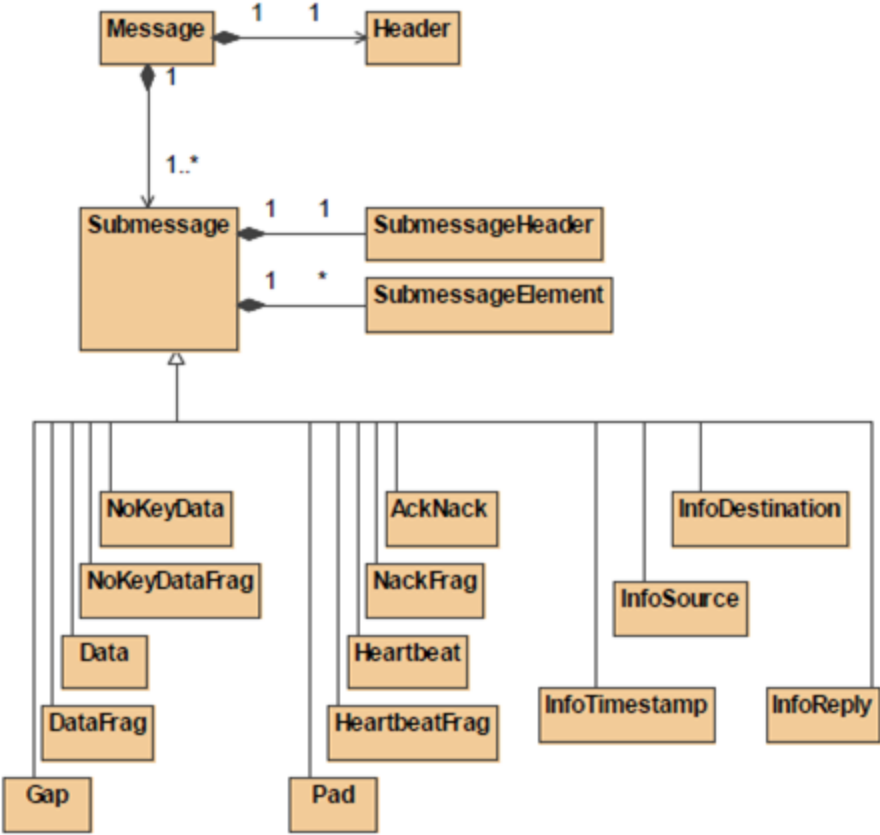 Message
1
1
Header
1
1..*
Submessage
1
1
SubmessageHeader
1
*
SubmessageElement
NoKeyData
AckNack
InfoDestination
NoKeyDataFrag
NackFrag
InfoSource
Data
Heartbeat
DataFrag
HeartbeatFrag
InfoTimestamp
InfoReply
Gap
Pad